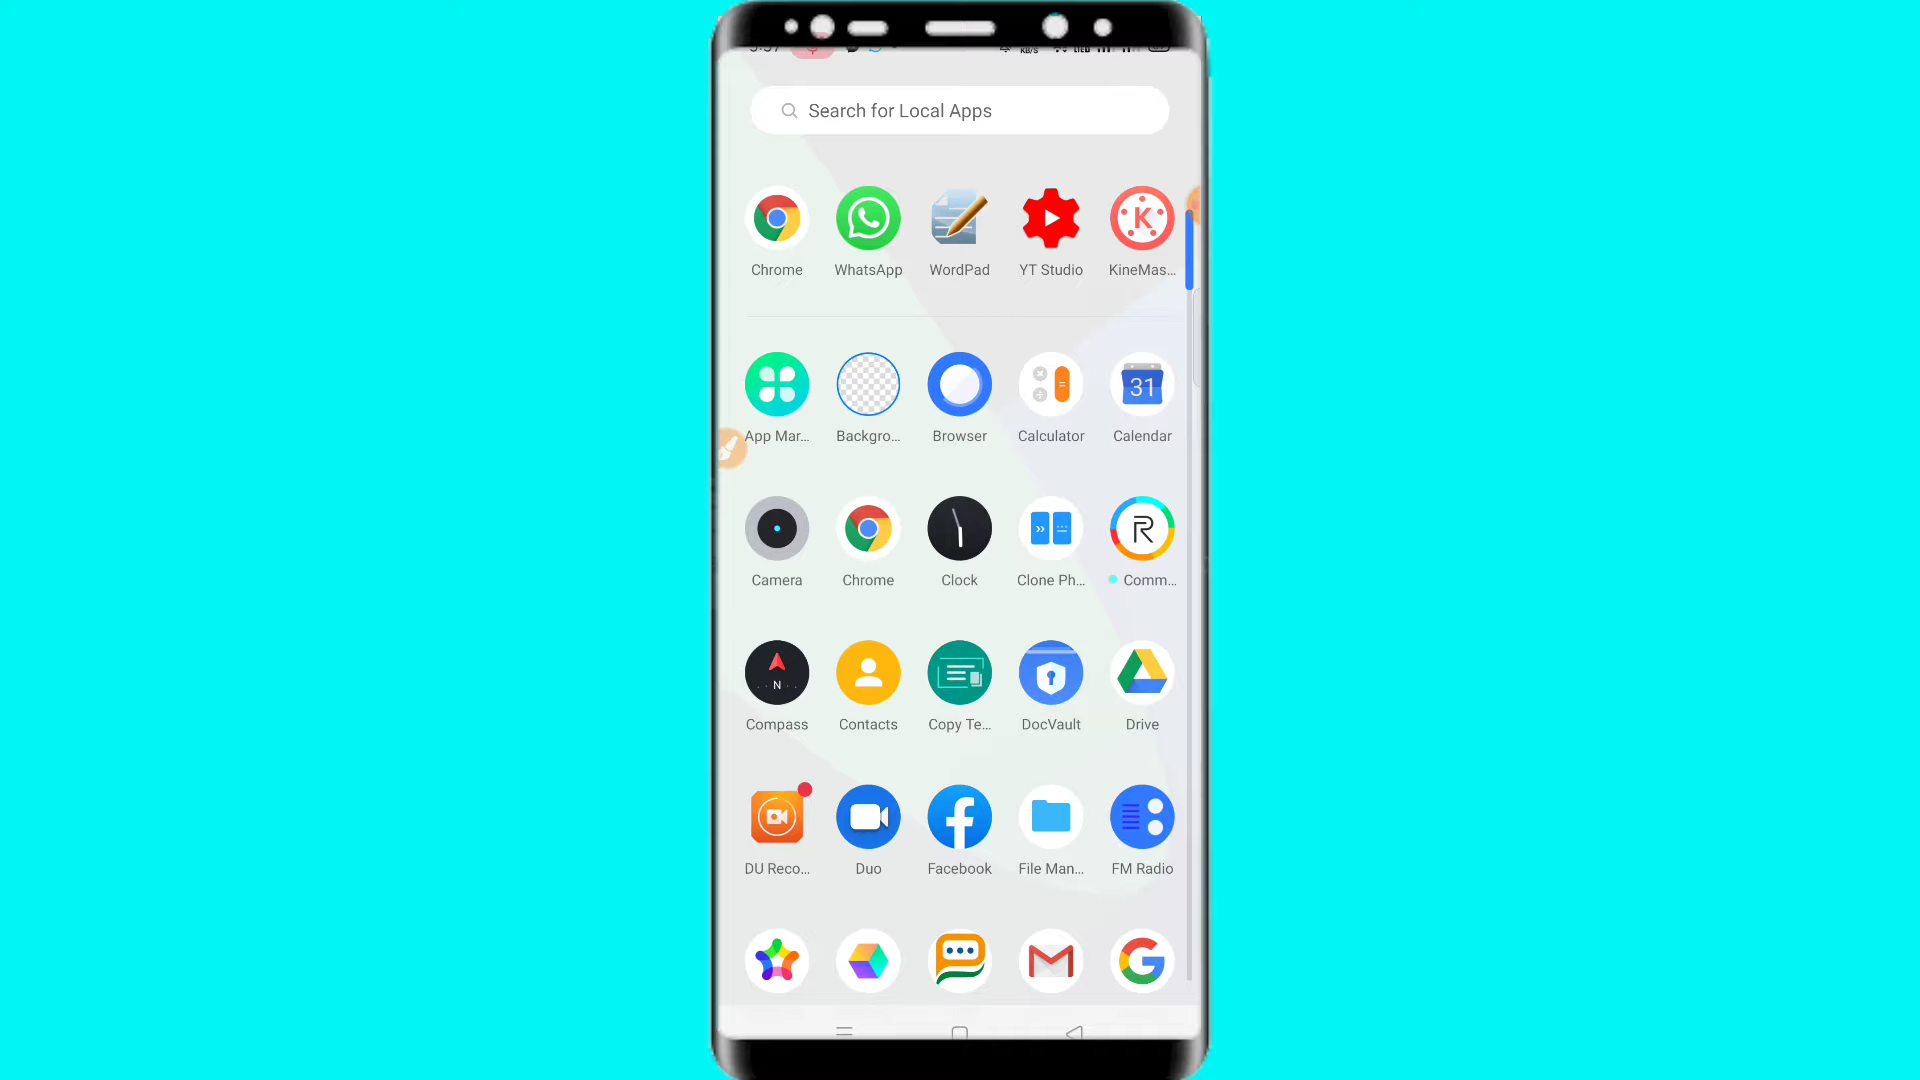 Search for Local Apps
Chrome WhatsApp WordPad YT Studio KineMas...
31
App Mar... Backgro... Browser Calculator Calendar
Camera Chrome Clock Clone Ph... Comm...
N
Compass Contacts Copy Te... DocVault Drive
DU Reco... Duo Facebook File Man... FM Radio